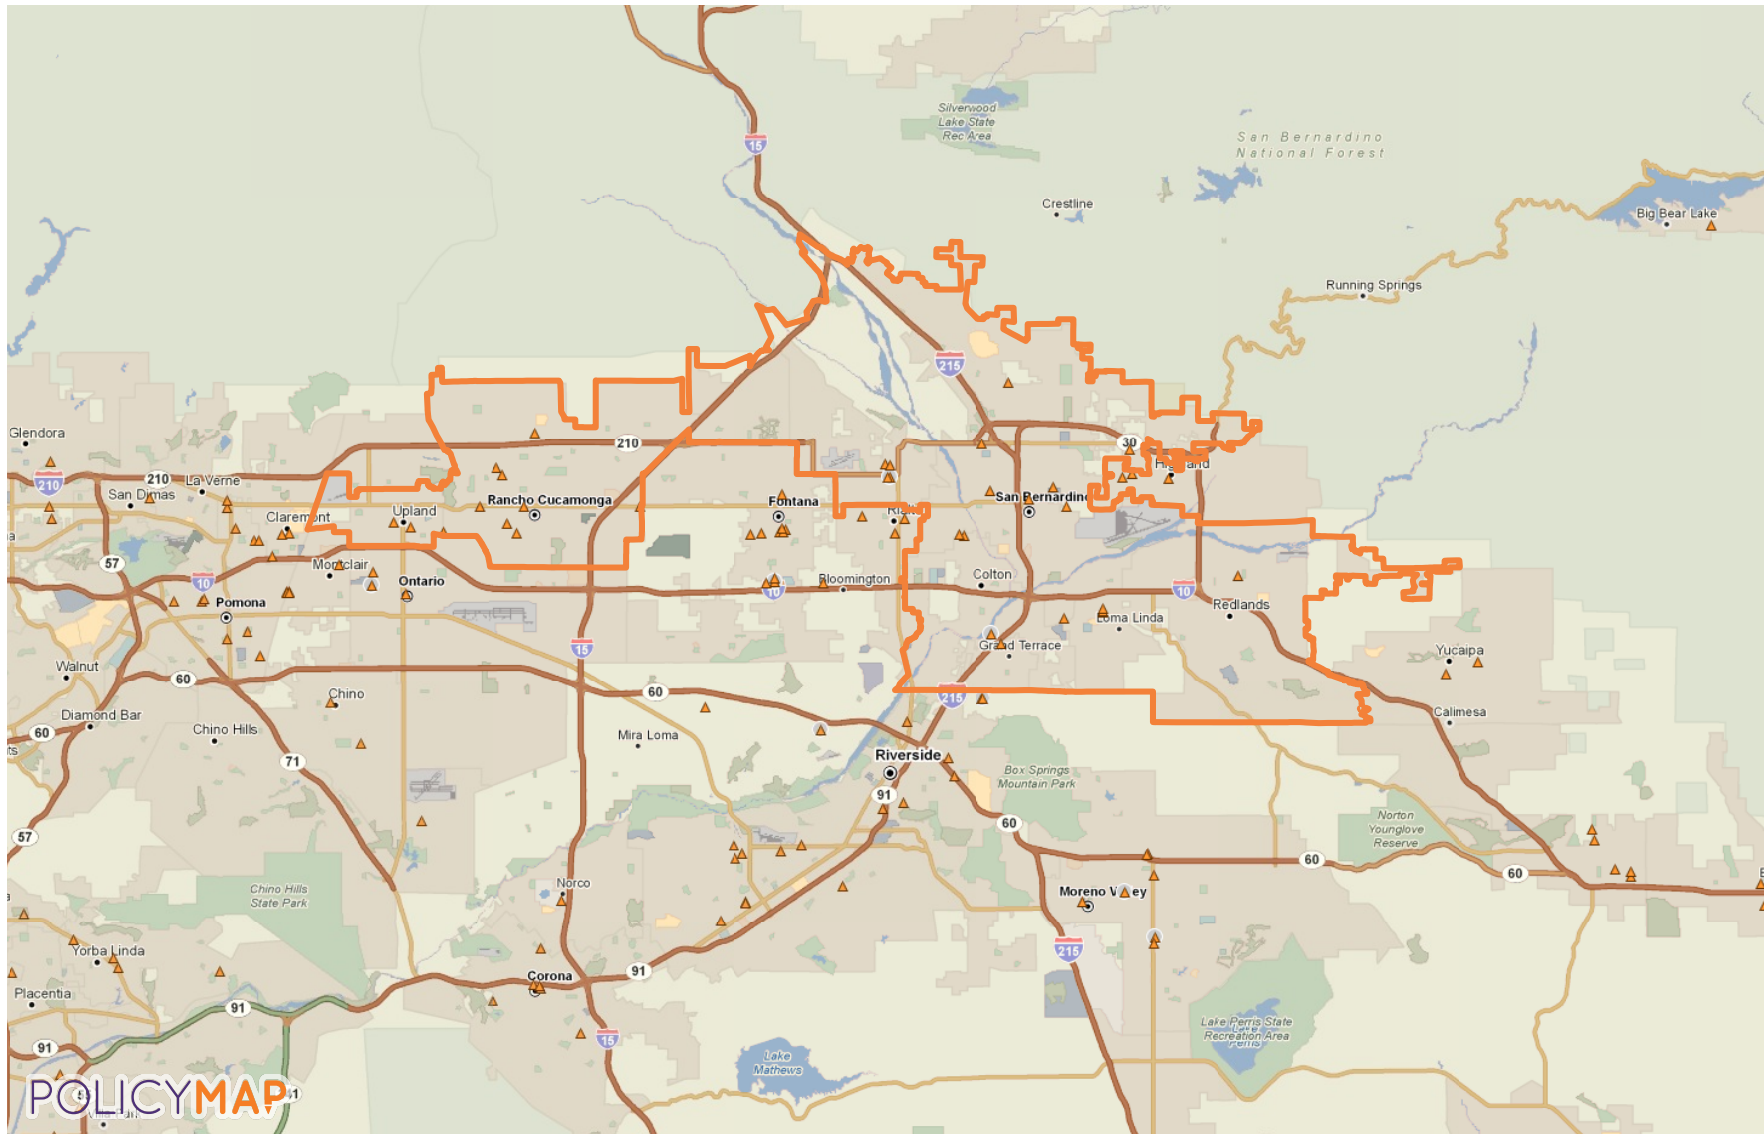 15
Silverwood
Lake State
Rec Area
San Bernardino
National Forest
Crestline
Big Bear Lake
Running Springs
215
Glendora
210
30
210
La Verne
210
San Dimas
Highland
Rancho Cucamonga
Fontana
San Bernardino
Claremont
Upland
57
Montclair
10
Ontario
Bloomington
10
Colton
10
Pomona
Redlands
Loma Linda
15
Grand Terrace
Walnut
60
60
Yucaipa
Chino
215
Diamond Bar
Calimesa
60
Chino Hills
Mira Loma
71
Riverside
Box Springs
Mountain Park
91
57
60
Norton
Younglove
Reserve
60
60
Norco
Chino Hills
State Park
Moreno Valley
Yorba Linda
215
Corona
91
Placentia
91
Lake Perris State
Recreation Area
Perris
15
91
Lake
Mathews
POLICYMAP